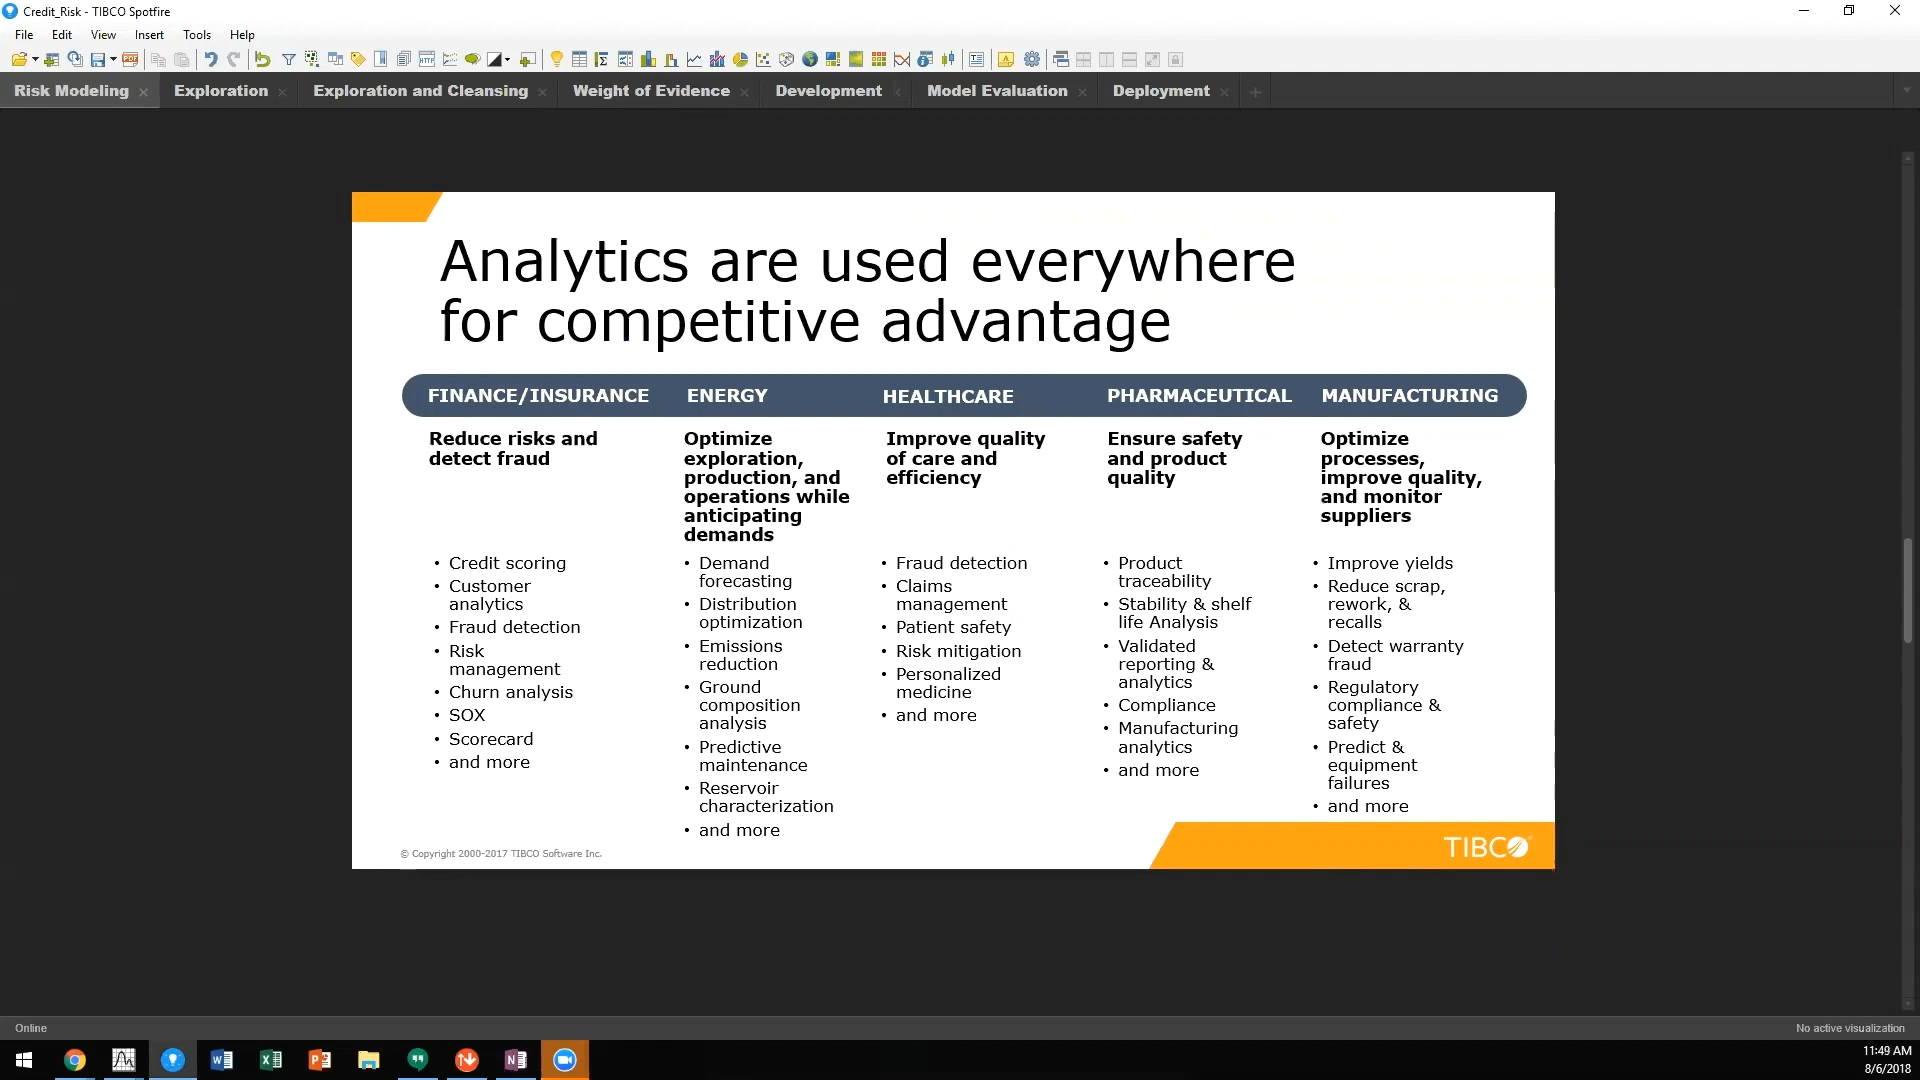 Credit_Risk - TIBCO Spotfire
File Edit View Insert Tools Help
Risk Modeling Exploration Exploration and Cleansing Weight of Evidence Development Model Evaluation Deployment
Analytics are used everywhere
for competitive advantage
FINANCE/INSURANCE ENERGY HEALTHCARE PHARMACEUTICAL MANUFACTURING
Reduce risks and
detect fraud
• Credit scoring
• Customer
analytics
• Fraud detection
• Risk
management
• Churn analysis
• SOX
• Scorecard
• and more
Optimize
exploration,
production, and
operations while
anticipating
demands
• Demand
forecasting
• Distribution
optimization
• Emissions
reduction
• Ground
composition
analysis
• Predictive
maintenance
• Reservoir
characterization
• and more
Improve quality
of care and
efficiency
• Fraud detection
• Claims
management
• Patient safety
• Risk mitigation
• Personalized
medicine
• and more
Ensure safety
and product
quality
• Product
traceability
• Stability & shelf
life Analysis
• Validated
reporting &
analytics
• Compliance
• Manufacturing
analytics
• and more
Optimize
processes,
improve quality,
and monitor
suppliers
• Improve yields
• Reduce scrap,
rework, &
recalls
• Detect warranty
fraud
• Regulatory
compliance &
safety
• Predict &
equipment
failures
• and more
© Copyright 2000-2017 TIBCO Software Inc.
TIBCO
Online
No active visualization
11:49 AM
8/6/2018